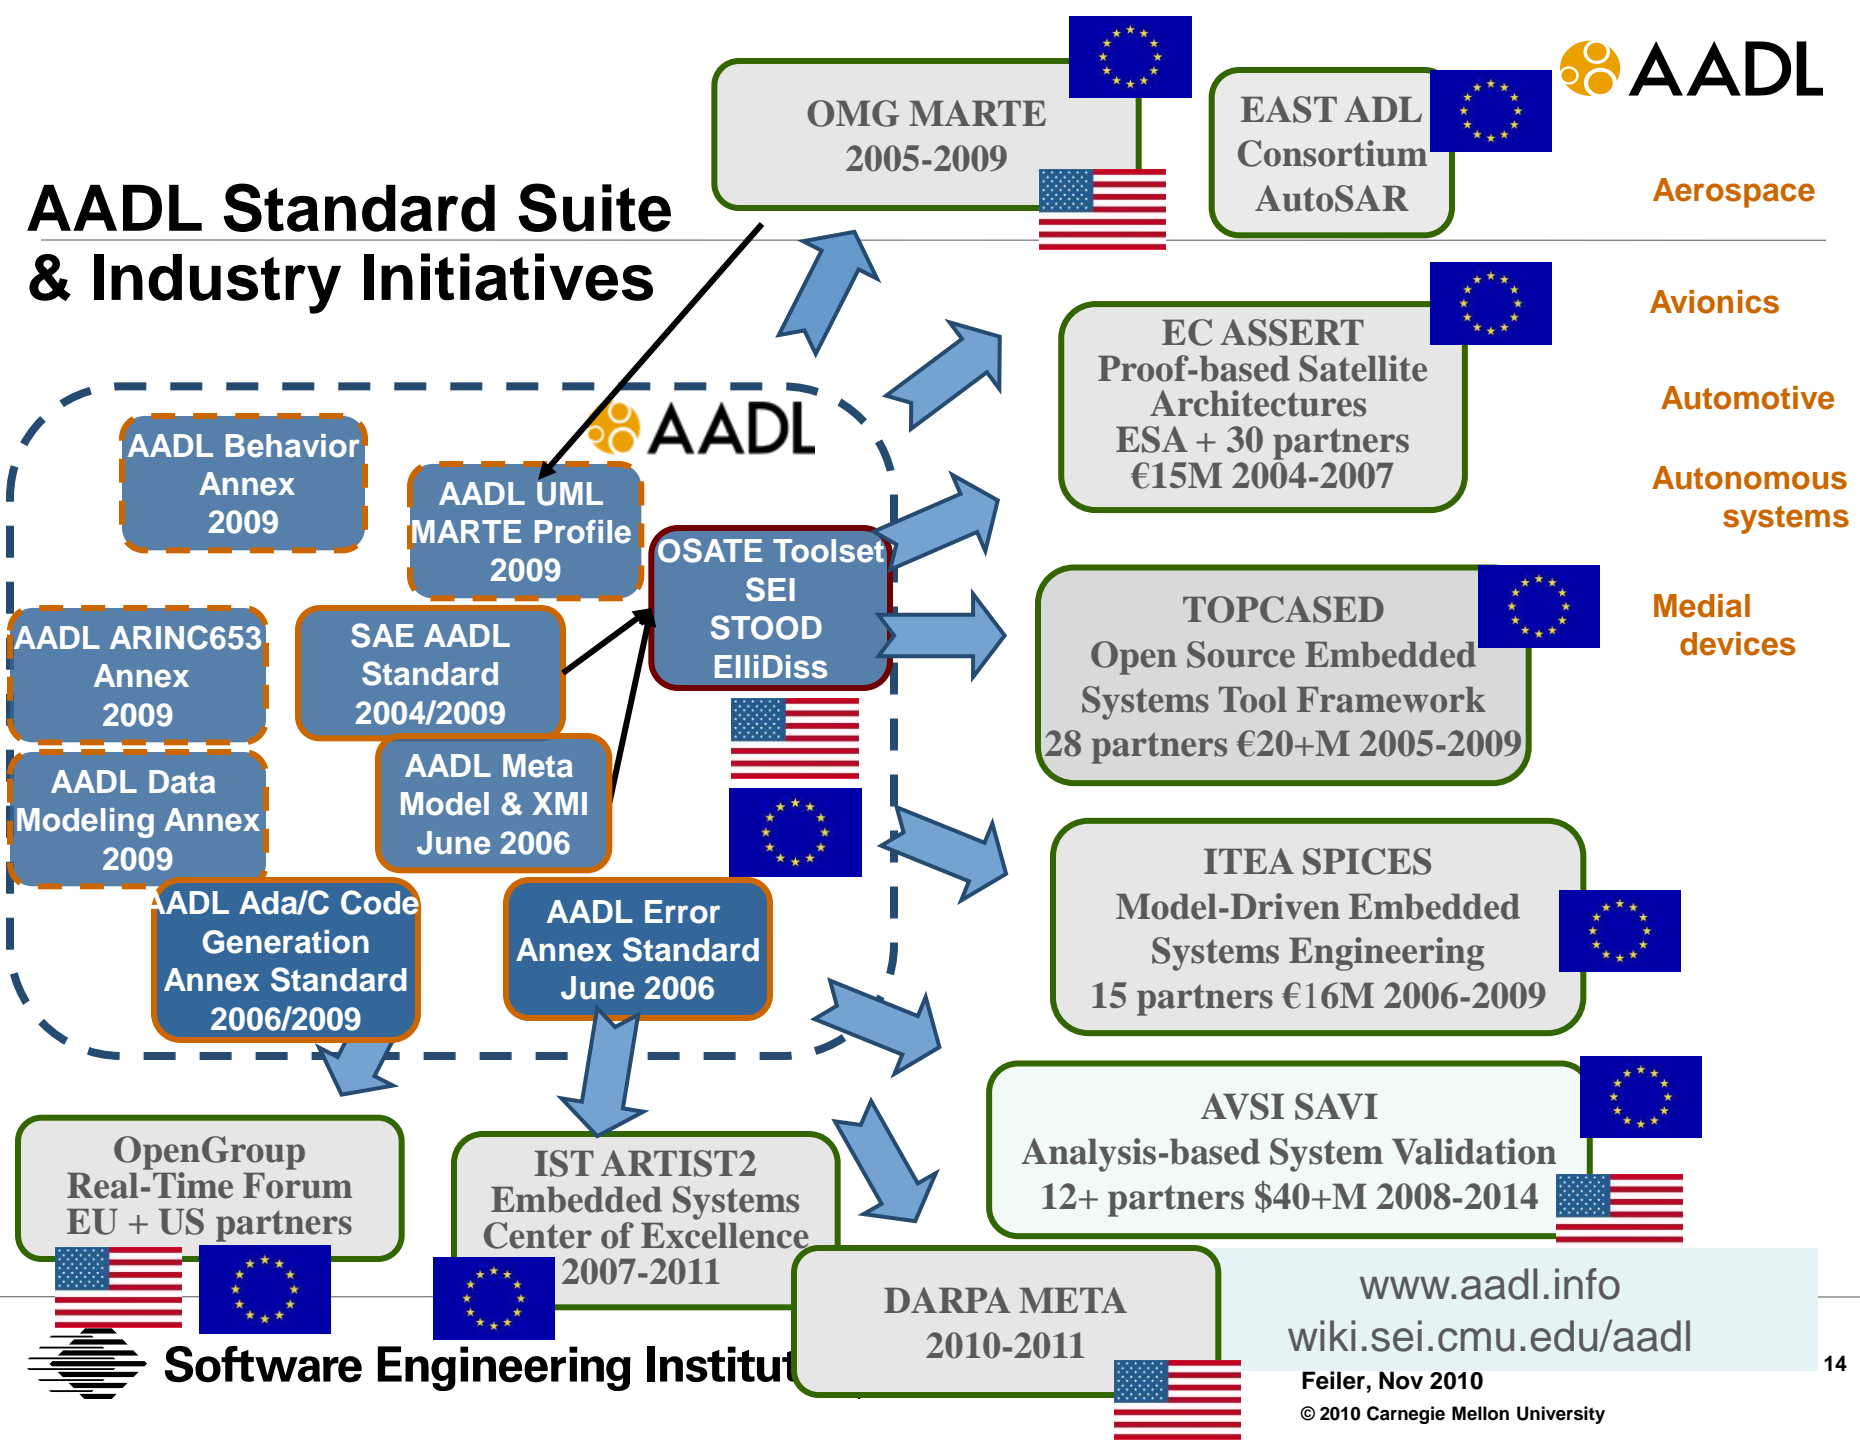 AADL Standard Suite
& Industry Initiatives
OMG MARTE
2005-2009
EAST ADL
Consortium
AutoSAR
AADL
Aerospace
Avionics
Automotive
Autonomous
systems
Medial
devices
EC ASSERT
Proof-based Satellite
Architectures
ESA + 30 partners
€15M 2004-2007
AADL
AADL Behavior
Annex
2009
AADL UML
MARTE Profile
2009
OSATE Toolset
SEI
STOOD
ElliDiss
AADL ARINC653
Annex
2009
SAE AADL
Standard
2004/2009
AADL Data
Modeling Annex
2009
AADL Meta
Model & XMI
June 2006
AADL Ada/C Code
Generation
Annex Standard
2006/2009
AADL Error
Annex Standard
June 2006
TOPCASED
Open Source Embedded
Systems Tool Framework
28 partners €20+M 2005-2009
ITEA SPICES
Model-Driven Embedded
Systems Engineering
15 partners €16M 2006-2009
AVSI SAVI
Analysis-based System Validation
12+ partners $40+M 2008-2014
OpenGroup
Real-Time Forum
EU + US partners
IST ARTIST2
Embedded Systems
Center of Excellence
2007-2011
DARPA META
2010-2011
www.aadl.info
wiki.sei.cmu.edu/aadl
Software Engineering Institut
Feiler, Nov 2010
© 2010 Carnegie Mellon University
14